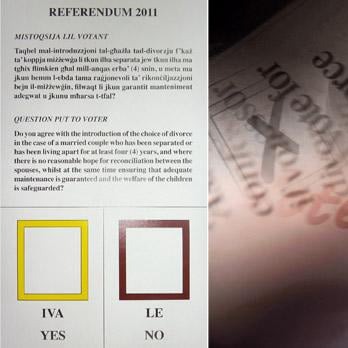 REFERENDUM 2011
MISTOQSIJA LIL VOTANT
Taqbel mal-introduzzjoni tal-għażla tad-divorzju f'każ
ta' koppja miżżewġa li tkun ilha separata jew tkun ilha ma
tgħix flimkien għal mill-anqas erba' (4) snin, u meta ma
jkun hemm l-ebda tama raġjonevoli ta' rikonċiljazzjoni
bejn il-miżżewġin, filwaqt li jkun garantit manteniment
adegwat u jkunu mħarsa t-tfal?
QUESTION PUT TO VOTER
Do you agree with the introduction of the choice of divorce
in the case of a married couple who has been separated or
has been living apart for at least four (4) years, and where
there is no reasonable hope for reconciliation between the
spouses, whilst at the same time ensuring that adequate
maintenance is guaranteed and the welfare of the children
is safeguarded?
IVA LE
YES NO